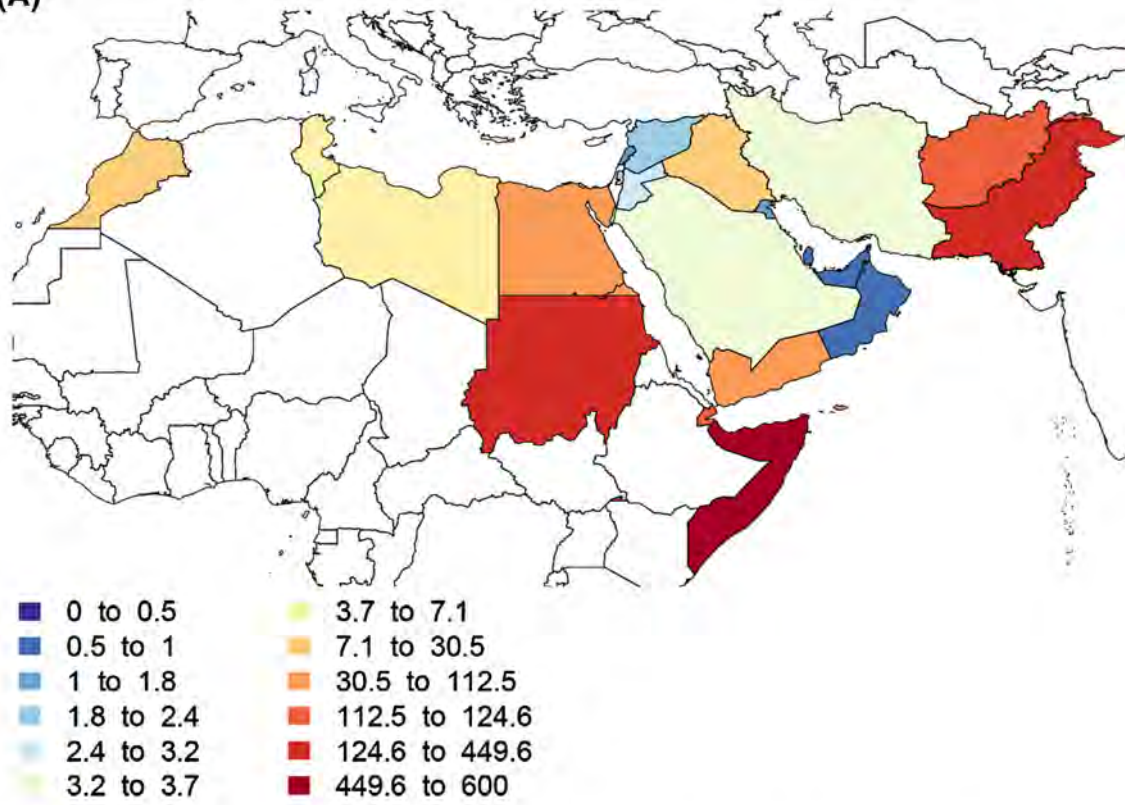 (A)
0 to 0.5
0.5 to 1
1 to 1.8
1.8 to 2.4
2.4 to 3.2
3.2 to 3.7
3.7 to 7.1
7.1 to 30.5
30.5 to 112.5
112.5 to 124.6
124.6 to 449.6
449.6 to 600